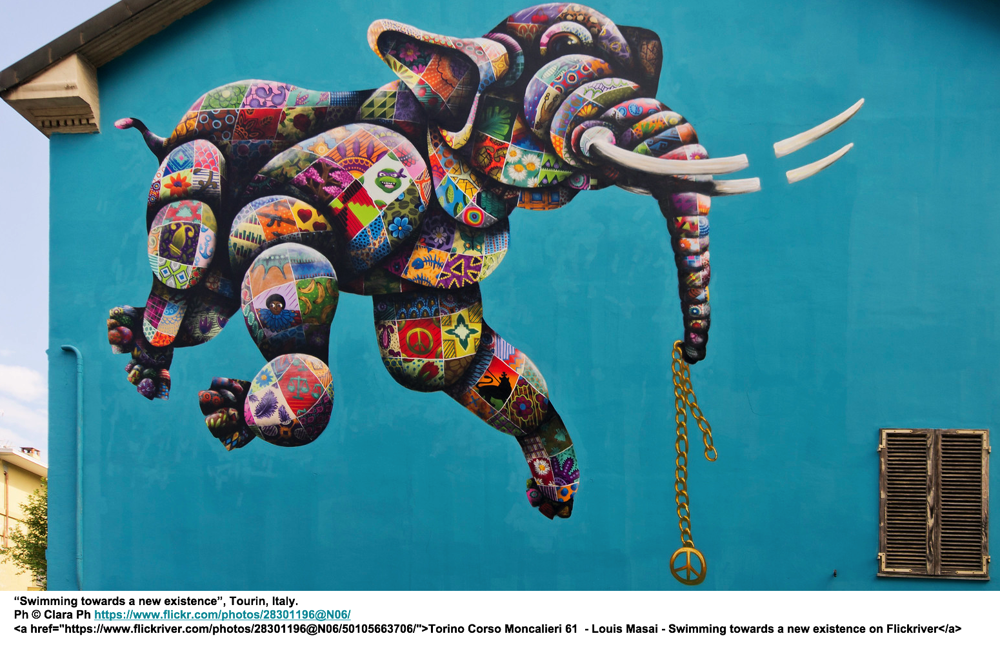 “Swimming towards a new existence”, Tourin, Italy.
Ph © Clara Ph https://www.flickr.com/photos/28301196@N06/
<a href="https://www.flickriver.com/photos/28301196@N06/50105663706/">Torino Corso Moncalieri 61  - Louis Masai - Swimming towards a new existence on Flickriver</a>